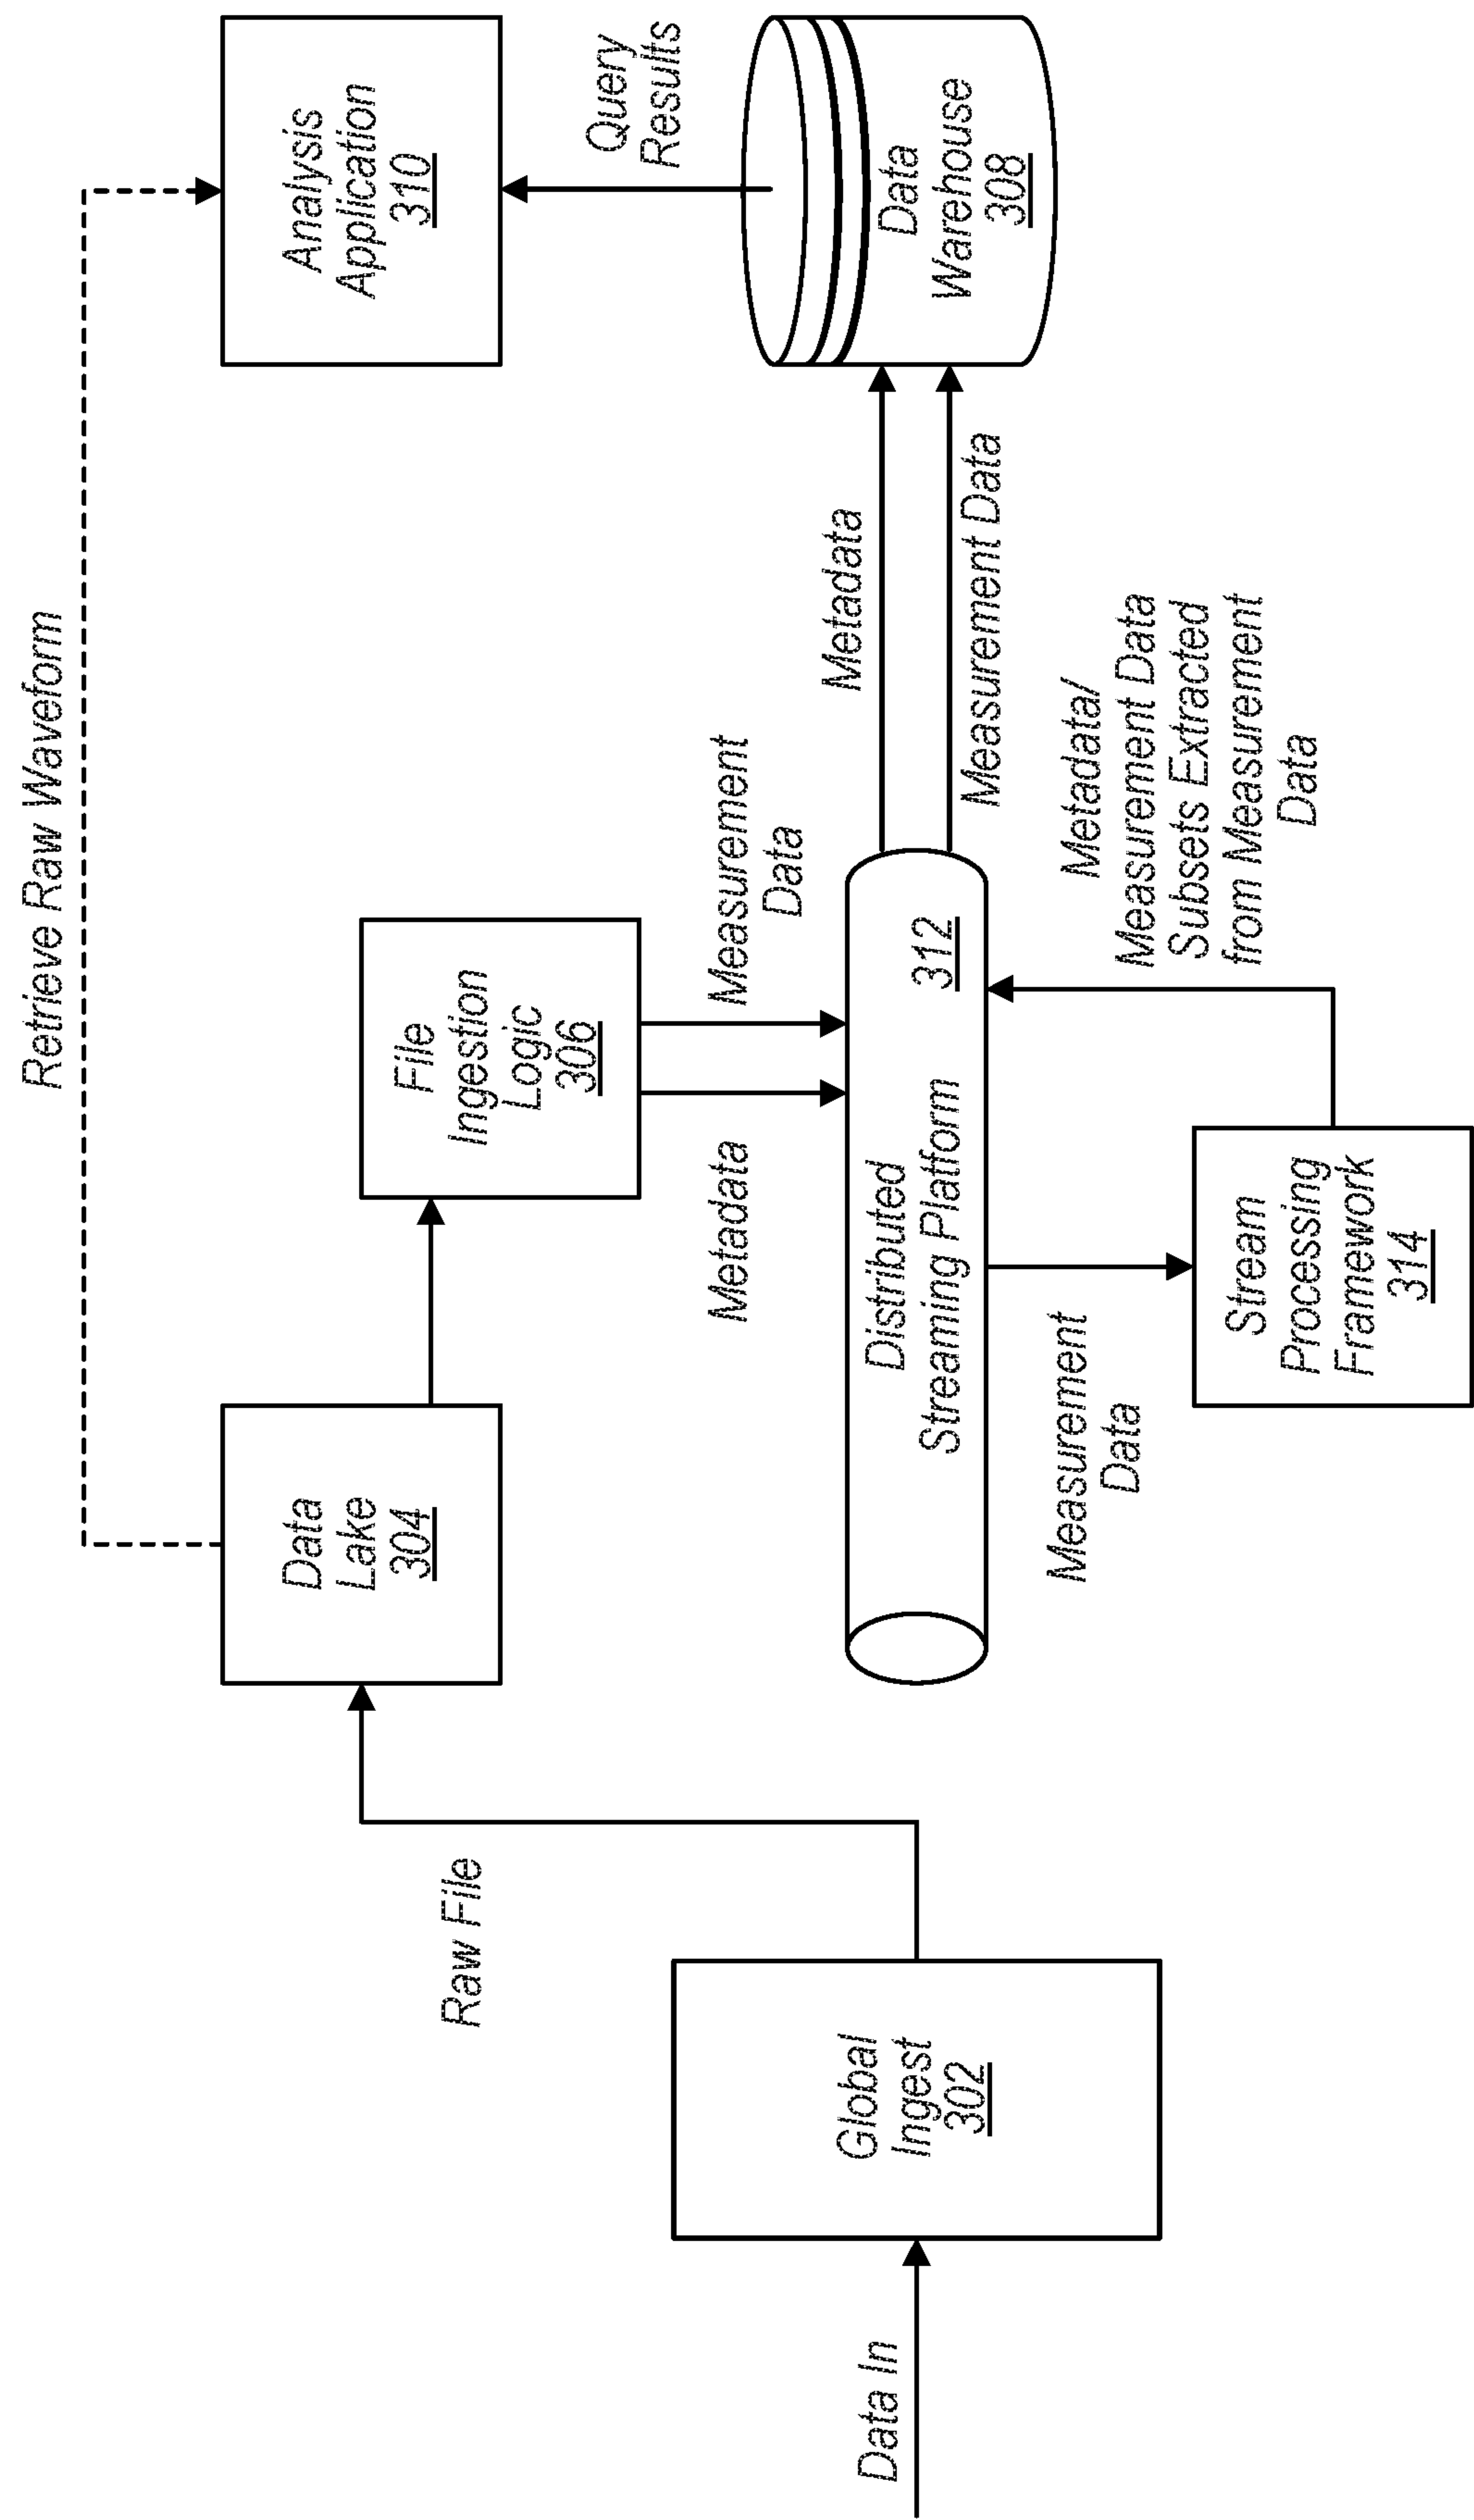 Retrieve Raw Waveform
Data
Lake
304
File
Ingestion
Logic
306
Analysis
Application
310
Raw File
Metadata
Measurement
Data
Query
Results
Data In
Global
Ingest
302
Distributed
Streaming Platform
312
Metadata
Measurement Data
Data
Warehouse
308
Measurement
Data
Stream
Processing
Framework
314
Metadata/
Measurement Data
Subsets Extracted
from Measurement
Data